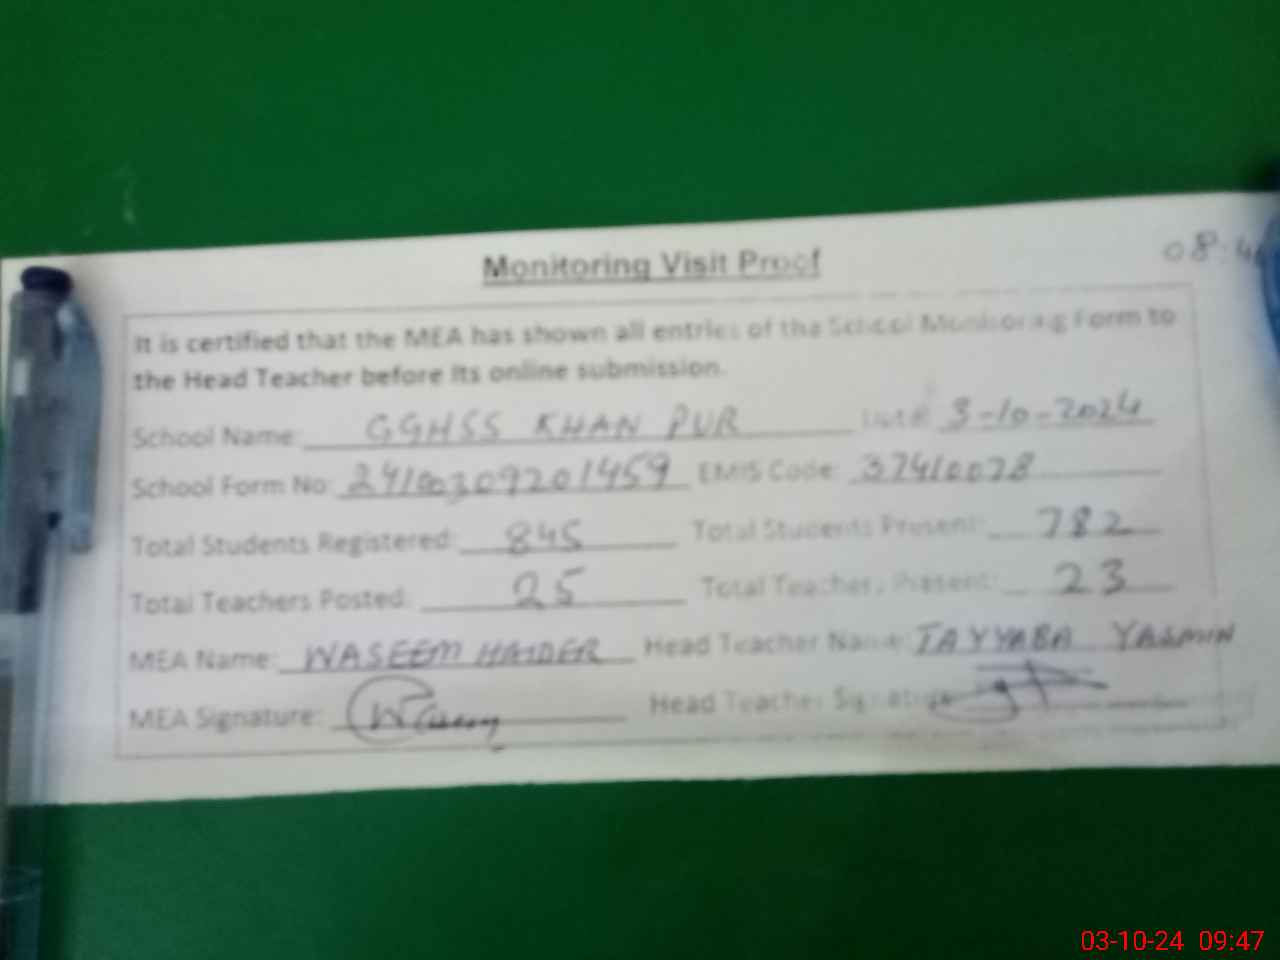 Monitoring Visit Proof
It is certified that the MEA has shown all entries of the School Monitoring Form to
the Head Teacher before its online submission.
School Name: GGHSS KHAN PUR Date: 3-10-2024
School Form No: 24100309201459 EMIS Code: 37410078
Total Students Registered: 845 Total Students Present: 782
Total Teachers Posted: 25 Total Teachers Present: 23
MEA Name: WASEEM HAIDER Head Teacher Name: TAYYABA YASMIN
MEA Signature: Head Teacher Signature:
03-10-24 09:47